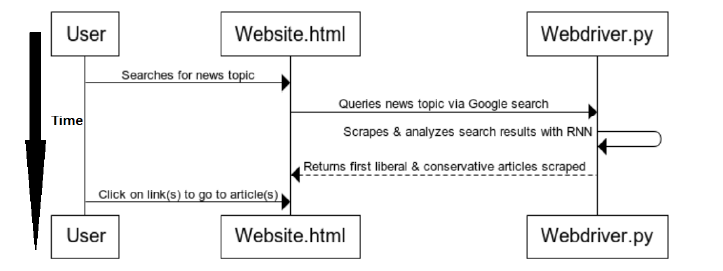 User
Website.html
Webdriver.py
Searches for news topic
Queries news topic via Google search
Time
Scrapes & analyzes search results with RNN
Returns first liberal & conservative articles scraped
Click on link(s) to go to article(s)
User
Website.html
Webdriver.py